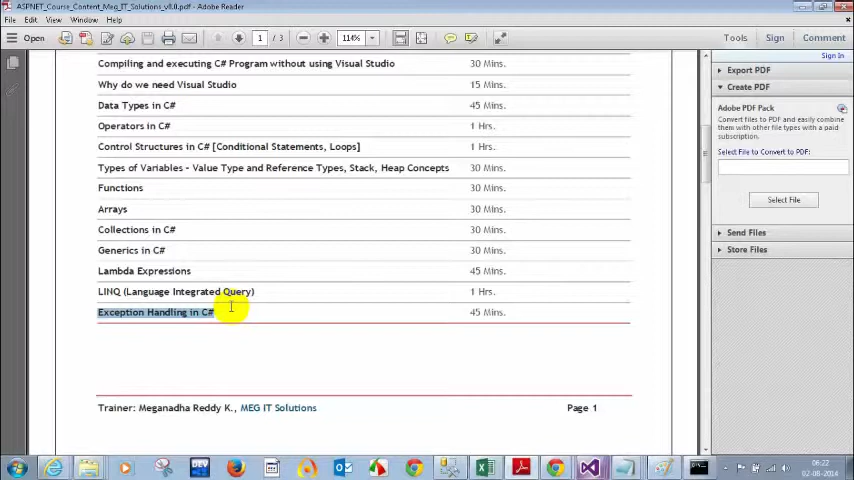 ASPNET_Course_Content_Meg_IT_Solutions_v8.0.pdf - Adobe Reader
File Edit View Window Help
Open 1 / 3 114% Tools Sign Comment
Sign In
Compiling and executing C# Program without using Visual Studio 30 Mins.
Why do we need Visual Studio 15 Mins.
Data Types in C# 45 Mins.
Operators in C# 1 Hrs.
Control Structures in C# [Conditional Statements, Loops] 1 Hrs.
Types of Variables – Value Type and Reference Types, Stack, Heap Concepts 30 Mins.
Functions 30 Mins.
Arrays 30 Mins.
Collections in C# 30 Mins.
Generics in C# 30 Mins.
Lambda Expressions 45 Mins.
LINQ (Language Integrated Query) 1 Hrs.
Exception Handling in C# 45 Mins.
Trainer: Meganadha Reddy K., MEG IT Solutions Page 1
Export PDF
Create PDF
Adobe PDF Pack
Convert files to PDF and easily combine
them with other file types with a paid
subscription.
Select File to Convert to PDF:
Select File
Send Files
Store Files
DEV
06:22
02-08-2014